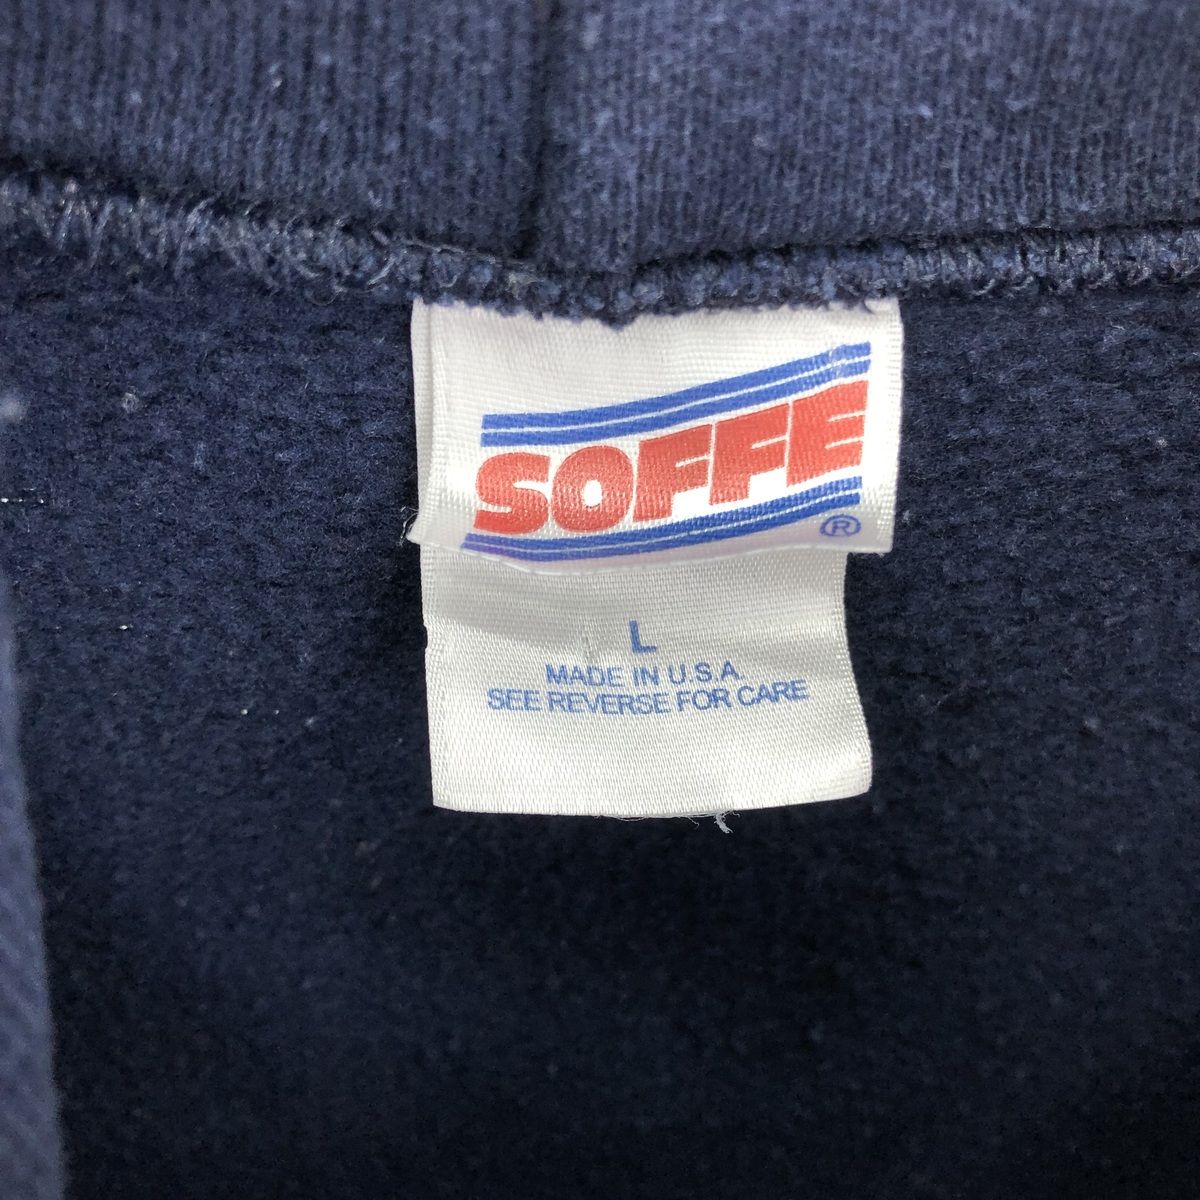 SOFFE
®
L
MADE IN U.S.A.
SEE REVERSE FOR CARE